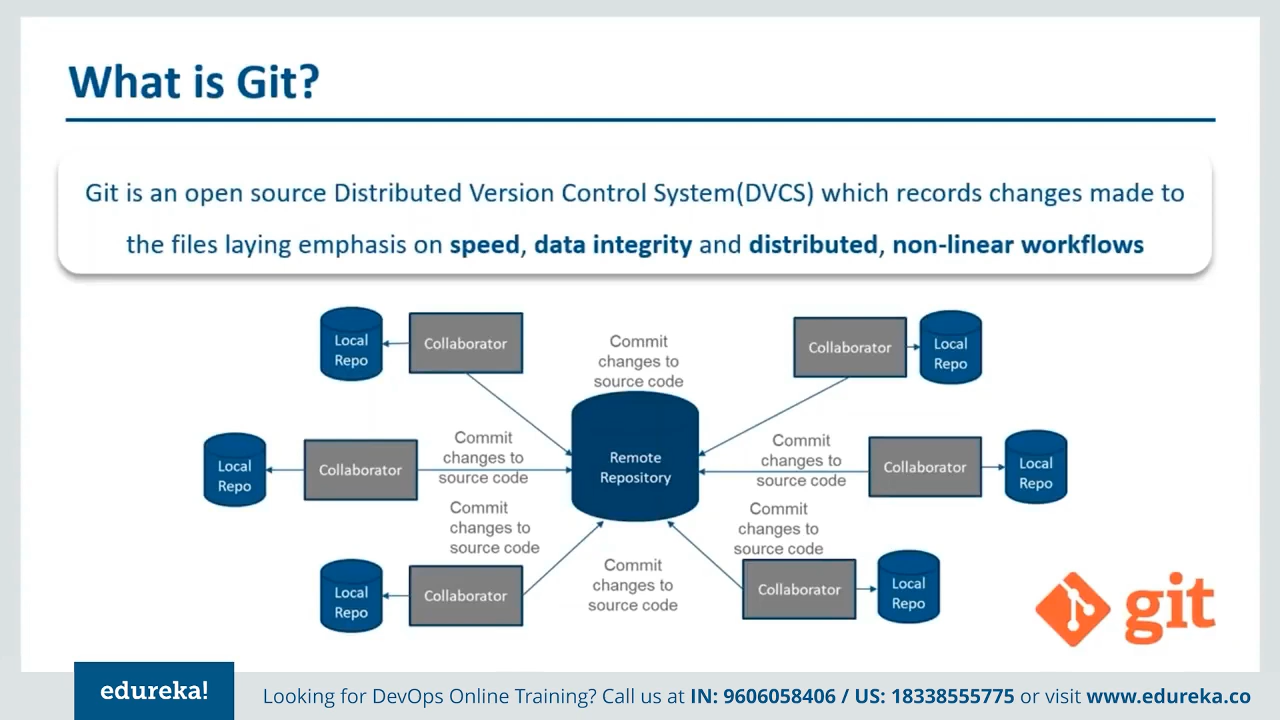 What is Git?
Git is an open source Distributed Version Control System(DVCS) which records changes made to
the files laying emphasis on speed, data integrity and distributed, non-linear workflows
Local
Repo
Collaborator
Commit
changes to
source code
Collaborator
Local
Repo
Local
Repo
Collaborator
Commit
changes to
source code
Remote
Repository
Commit
changes to
source code
Collaborator
Local
Repo
Commit
changes to
source code
Commit
changes to
source code
Local
Repo
Collaborator
Commit
changes to
source code
Collaborator
Local
Repo
git
edureka!
Looking for DevOps Online Training? Call us at IN: 9606058406 / US: 18338555775 or visit www.edureka.co